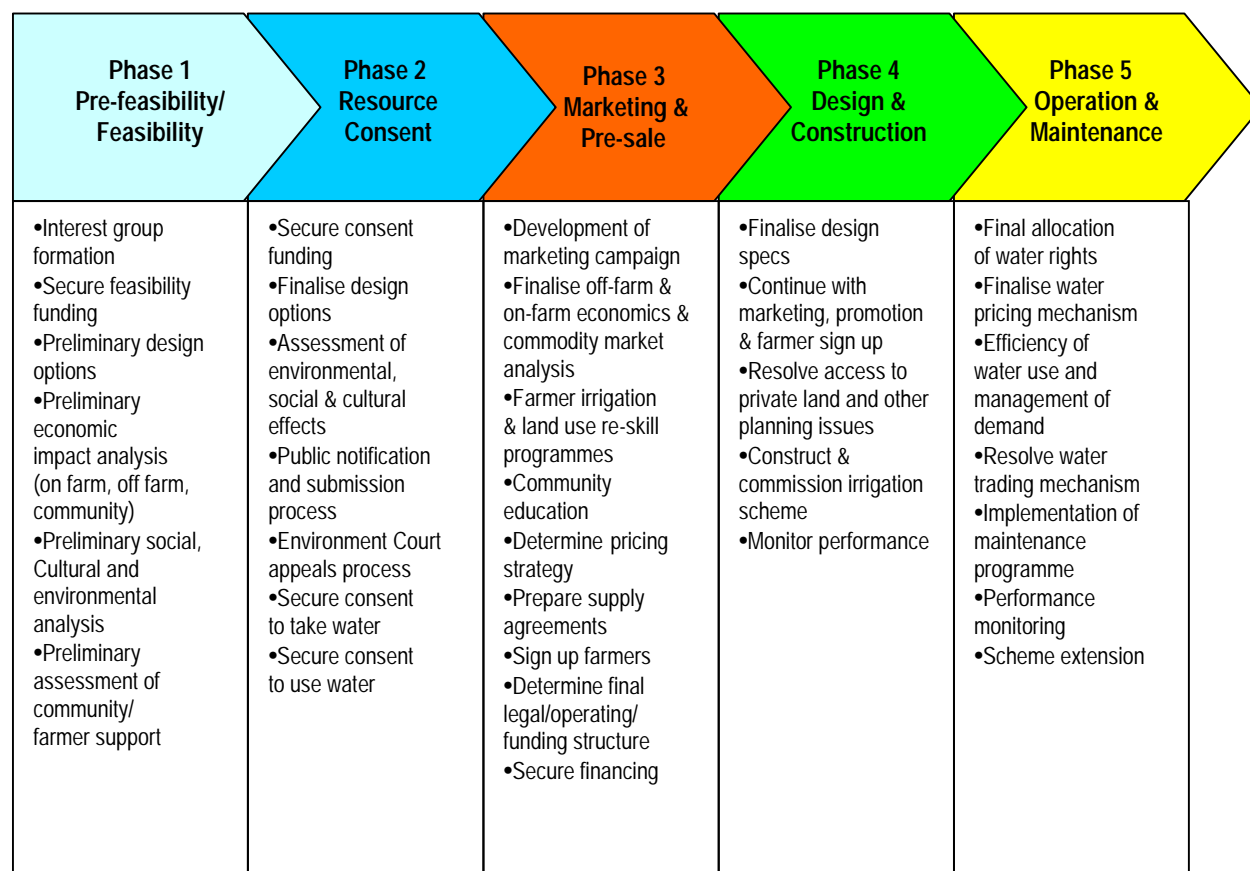 Phase 1
Pre-feasibility/
Feasibility
Phase 2
Resource
Consent
Phase 3
Marketing &
Pre-sale
Phase 4
Design &
Construction
Phase 5
Operation &
Maintenance
•Interest group
formation
•Secure feasibility
funding
•Preliminary design
options
•Preliminary
economic
impact analysis
(on farm, off farm,
community)
•Preliminary social,
Cultural and
environmental
analysis
•Preliminary
assessment of
community/
farmer support
•Secure consent
funding
•Finalise design
options
•Assessment of
environmental,
social & cultural
effects
•Public notification
and submission
process
•Environment Court
appeals process
•Secure consent
to take water
•Secure consent
to use water
•Development of
marketing campaign
•Finalise off-farm &
on-farm economics &
commodity market
analysis
•Farmer irrigation
& land use re-skill
programmes
•Community
education
•Determine pricing
strategy
•Prepare supply
agreements
•Sign up farmers
•Determine final
legal/operating/
funding structure
•Secure financing
•Finalise design
specs
•Continue with
marketing, promotion
& farmer sign up
•Resolve access to
private land and other
planning issues
•Construct &
commission irrigation
scheme
•Monitor performance
•Final allocation
of water rights
•Finalise water
pricing mechanism
•Efficiency of
water use and
management of
demand
•Resolve water
trading mechanism
•Implementation of
maintenance
programme
•Performance
monitoring
•Scheme extension